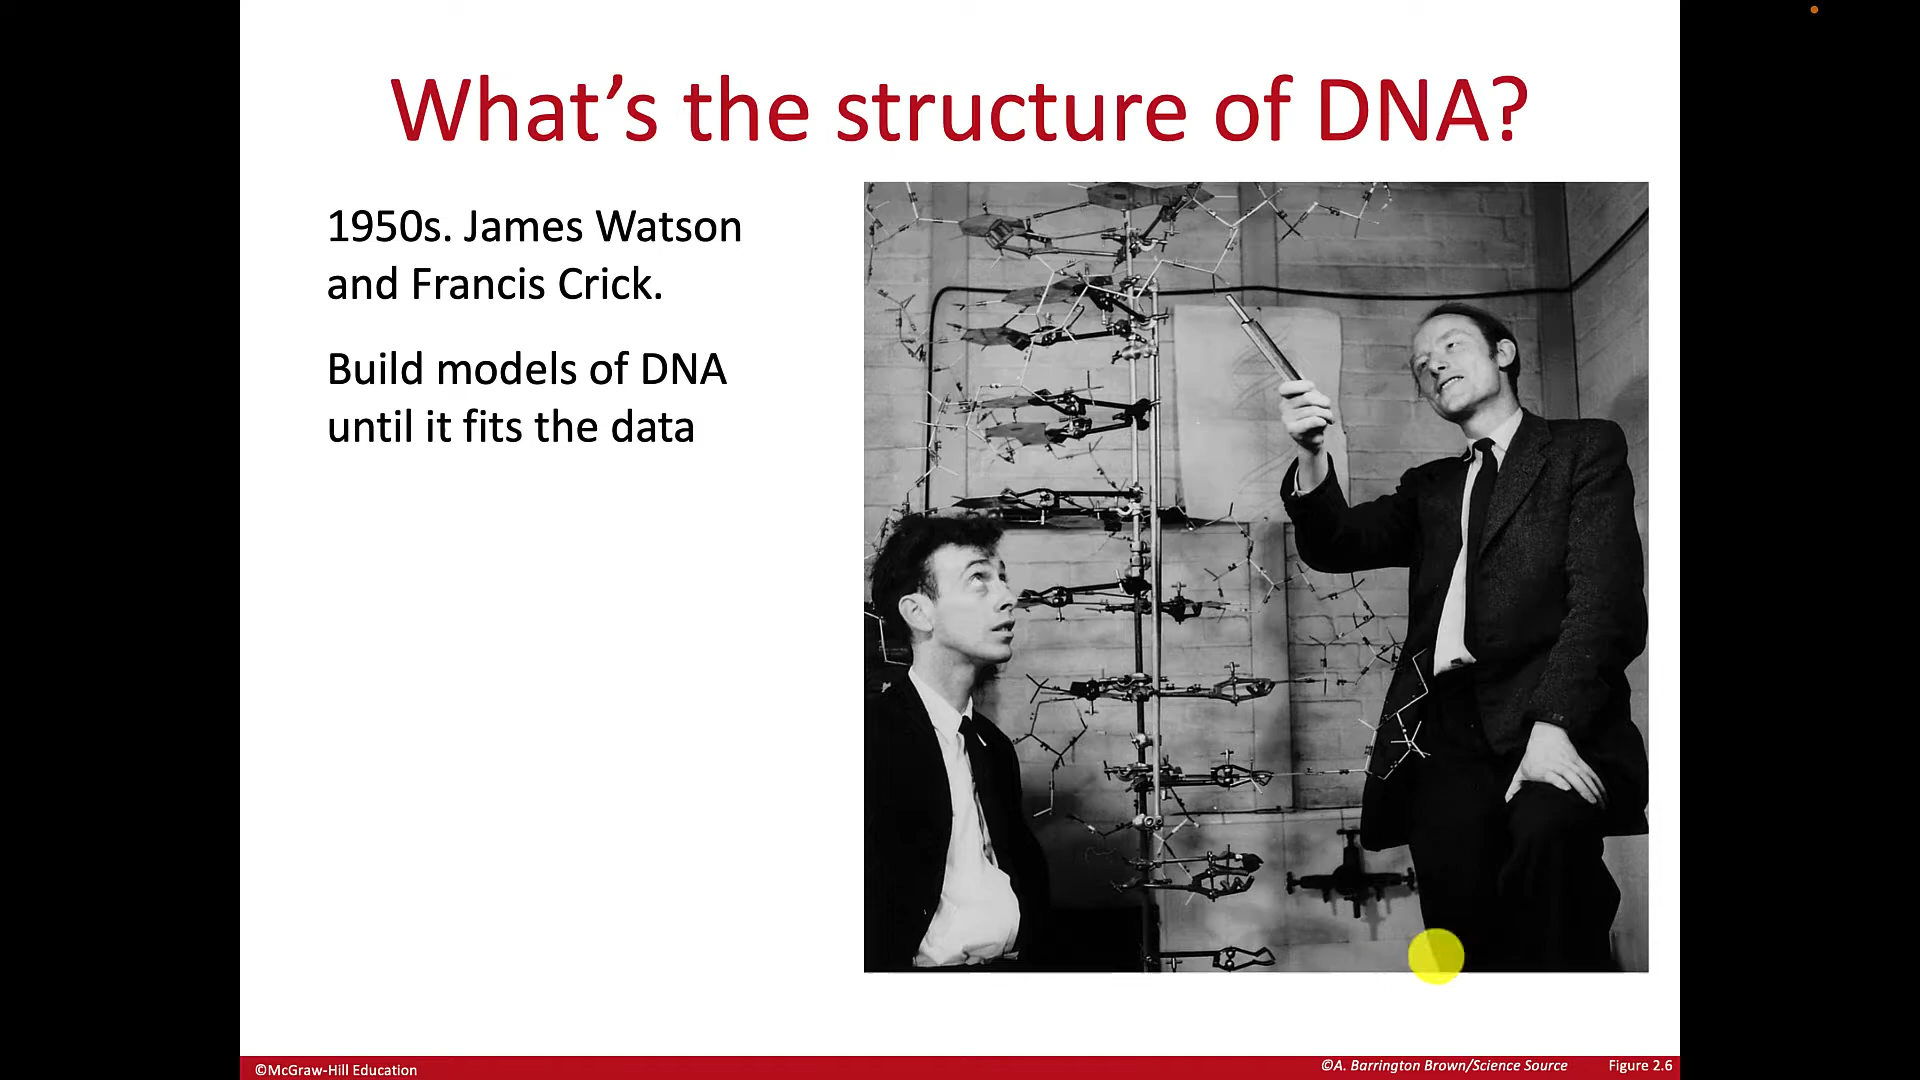 What’s the structure of DNA?
1950s. James Watson
and Francis Crick.
Build models of DNA
until it fits the data
©McGraw-Hill Education
©A. Barrington Brown/Science Source
Figure 2.6